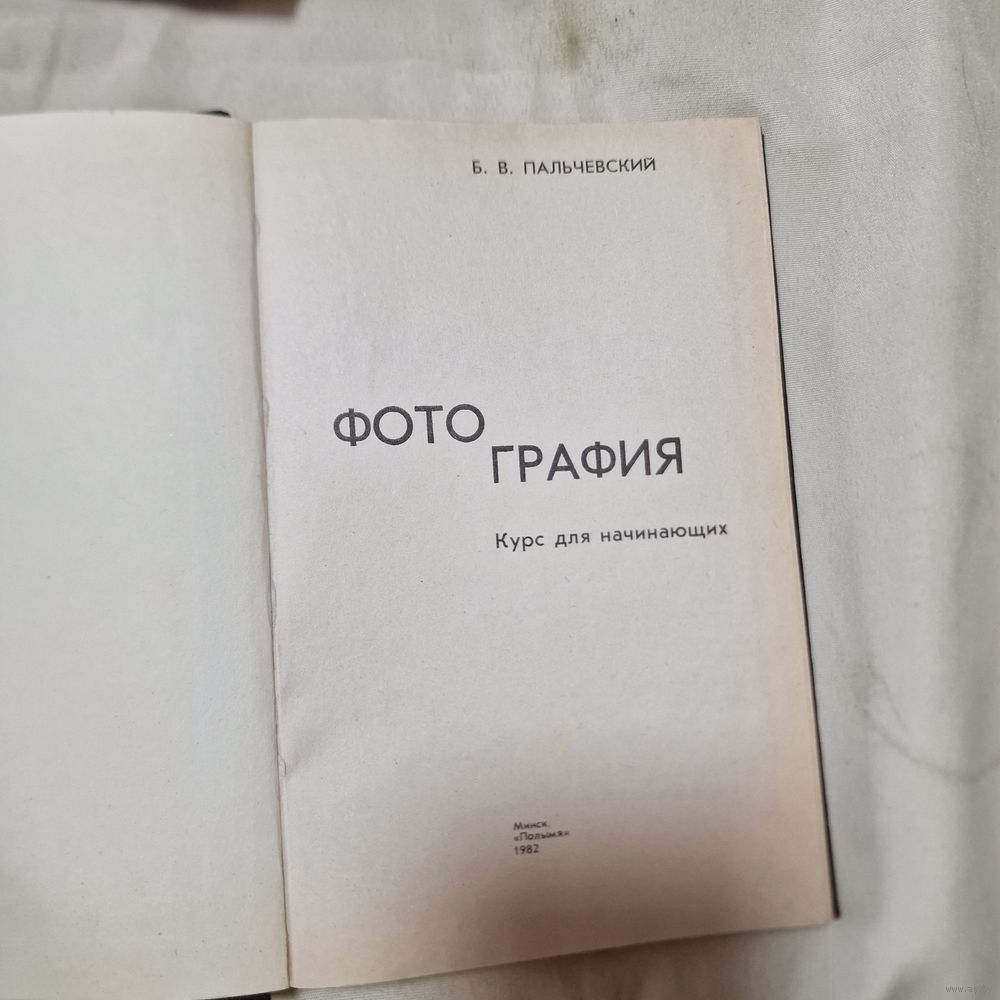 Б. В. ПАЛЬЧЕВСКИЙ
ФОТО
ГРАФИЯ
Курс для начинающих
Минск
«Полымя»
1982